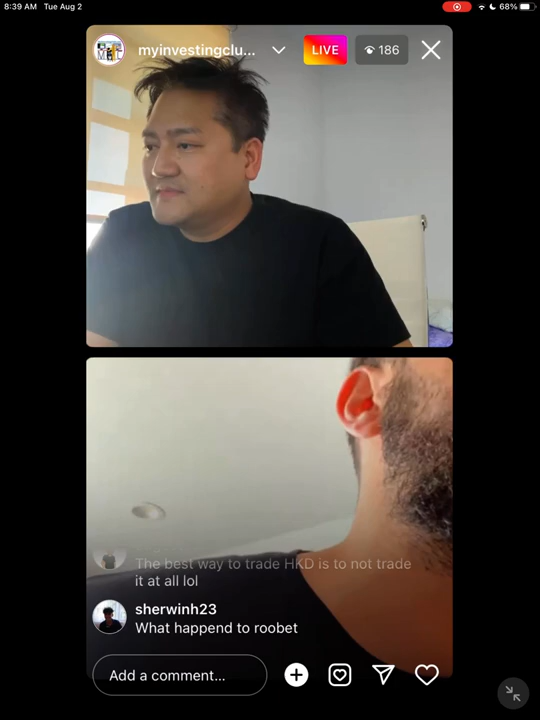 8:39 AM Tue Aug 2
68%
myinvestingclu...
LIVE
186
The best way to trade HKD is to not trade
it at all lol
sherwinh23
What happend to roobet
Add a comment...